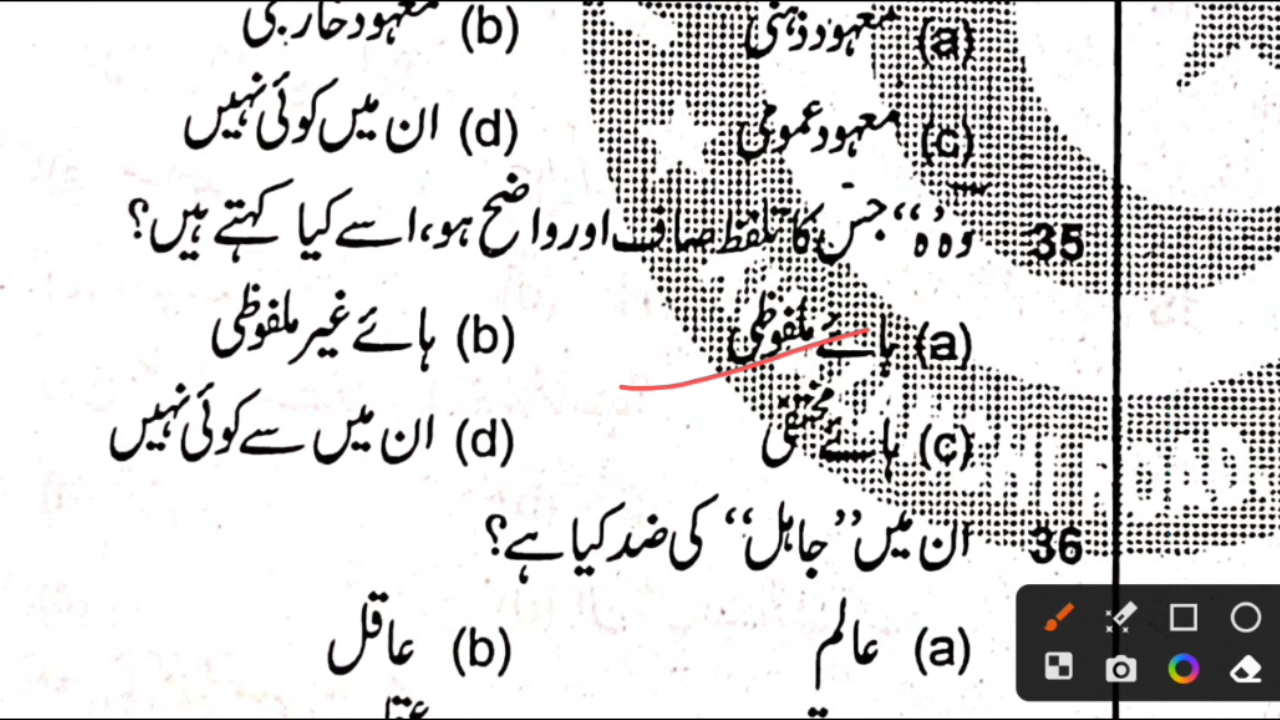 (a) معہود ذہنی (b) معہود خارجی
(c) معہود عمومی (d) ان میں کوئی نہیں
35 وہ ”ہ“ جس کا تلفظ صاف اور واضح ہو، اسے کیا کہتے ہیں؟
(a) ہائے ملفوظی (b) ہائے غیر ملفوظی
(c) ہائے مختفی (d) ان میں سے کوئی نہیں
36 ان میں ”جاہل“ کی ضد کیا ہے؟
(a) عالم (b) عاقل
ROAD